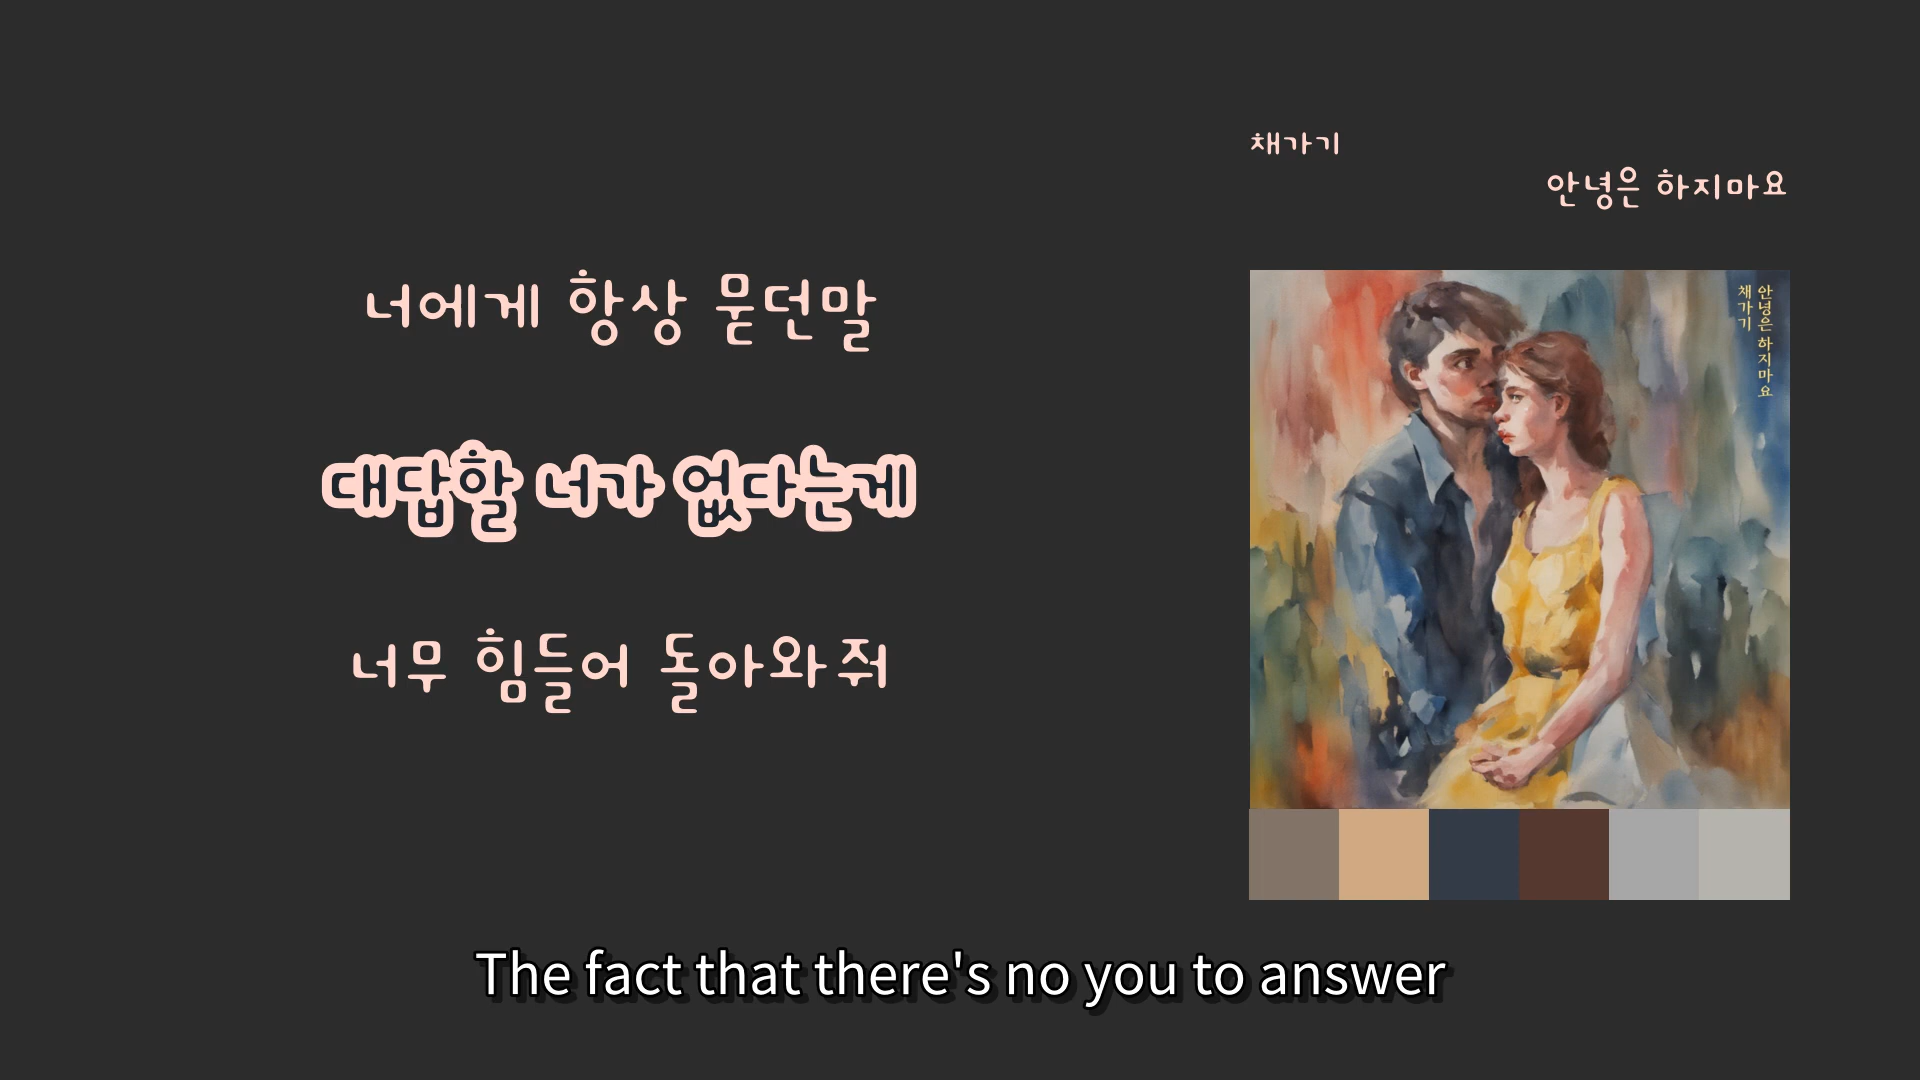 채가기
안녕은 하지마요
너에게 항상 묻던말
대답할 너가 없다는게
너무 힘들어 돌아와줘
안녕은 하지마요
채가기
The fact that there's no you to answer